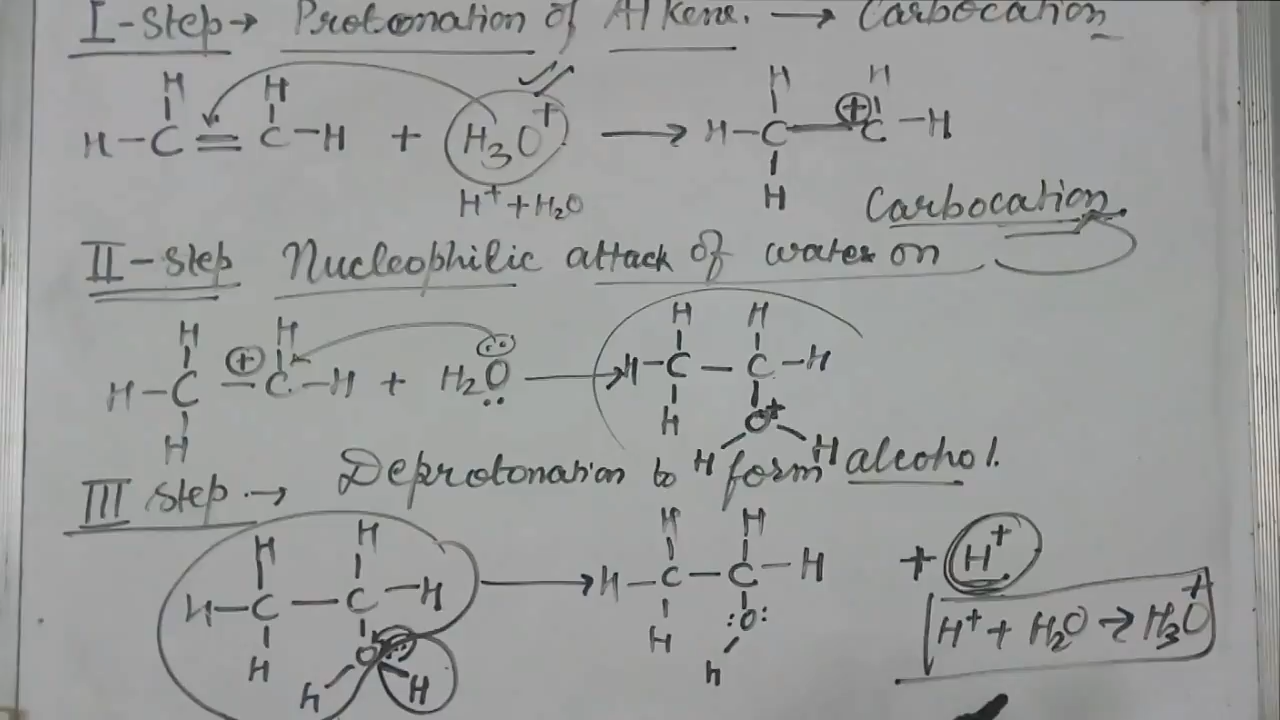 I-Step → Protonation of Alkene. → Carbocation
H H H H
H-C=C-H + H3O+ → H-C-C-H
H
H+ + H2O
Carbocation
II-step Nucleophilic attack of water on
H H H H
H-C-C-H + H2O → H-C-C-H
H H O+
H H
III Step → Deprotonation to form alcohol.
H H H H
H-C-C-H → H-C-C-H + H+
H O H :O:
H H H
H+ + H2O → H3O+